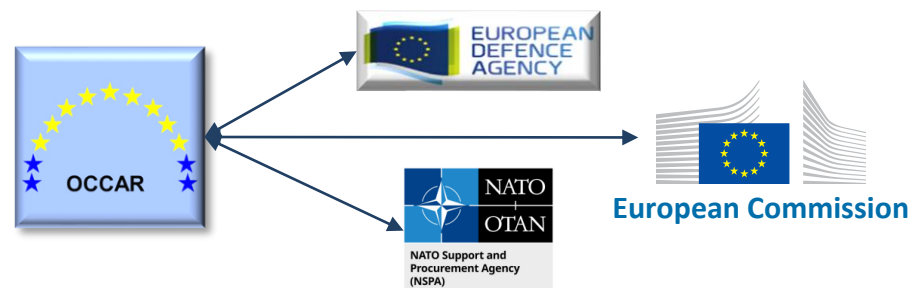 OCCAR
EUROPEAN
DEFENCE
AGENCY
NATO
OTAN
NATO Support and
Procurement Agency
(NSPA)
European Commission